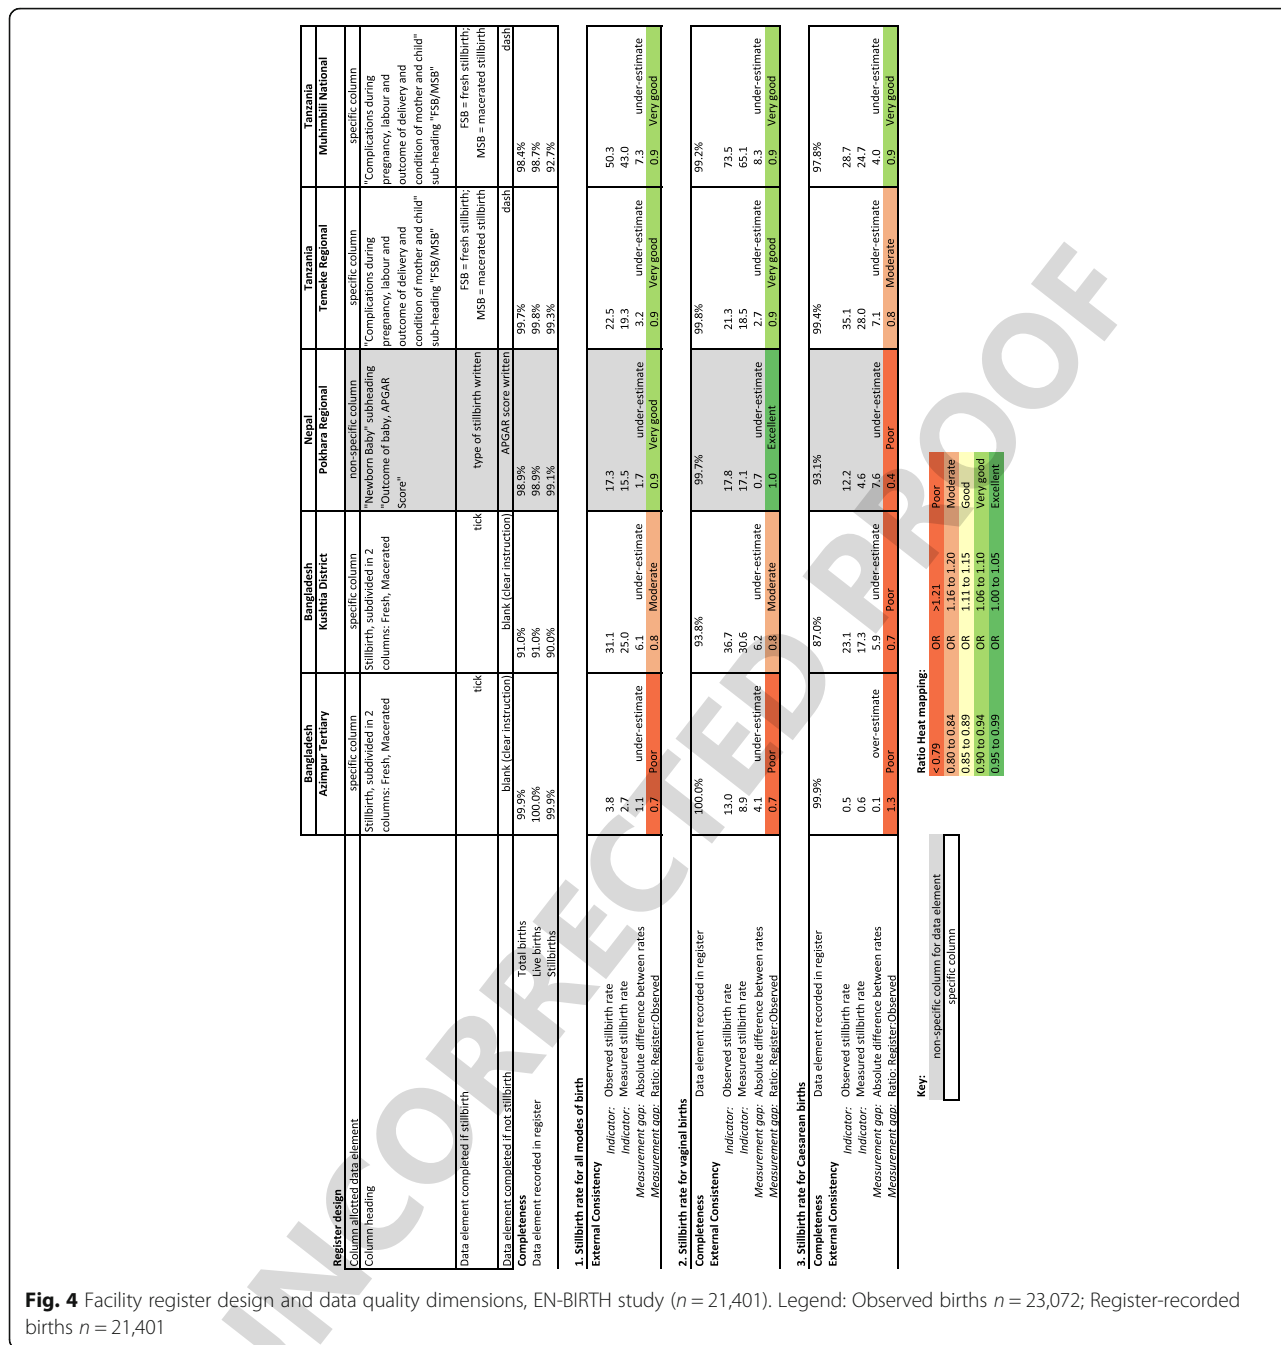 Bangladesh Bangladesh Nepal Tanzania Tanzania
Azimpur Tertiary Kushtia District Pokhara Regional Temeke Regional Muhimbili National
Register design
Column allotted data element specific column specific column non-specific column specific column specific column
Column heading Stillbirth, subdivided in 2 columns: Fresh, Macerated Stillbirth, subdivided in 2 columns: Fresh, Macerated "Newborn Baby" subheading "Outcome of baby, APGAR Score" "Complications during pregnancy, labour and outcome of delivery and condition of mother and child" sub-heading "FSB/MSB" "Complications during pregnancy, labour and outcome of delivery and condition of mother and child" sub-heading "FSB/MSB"
Data element completed if stillbirth tick tick type of stillbirth written FSB = fresh stillbirth; MSB = macerated stillbirth FSB = fresh stillbirth; MSB = macerated stillbirth
Data element completed if not stillbirth blank (clear instruction) blank (clear instruction) APGAR score written dash dash
Completeness Total births 99.9% 91.0% 98.9% 99.7% 98.4%
Data element recorded in register Live births 100.0% 91.0% 98.9% 99.8% 98.7%
Stillbirths 99.9% 90.0% 99.1% 99.3% 92.7%
1. Stillbirth rate for all modes of birth
External Consistency
Indicator: Observed stillbirth rate 3.8 31.1 17.3 22.5 50.3
Indicator: Measured stillbirth rate 2.7 25.0 15.5 19.3 43.0
Measurement gap: Absolute difference between rates 1.1 under-estimate 6.1 under-estimate 1.7 under-estimate 3.2 under-estimate 7.3 under-estimate
Measurement gap: Ratio: Register:Observed 0.7 Poor 0.8 Moderate 0.9 Very good 0.9 Very good 0.9 Very good
2. Stillbirth rate for vaginal births
Completeness Data element recorded in register 100.0% 93.8% 99.7% 99.8% 99.2%
External Consistency
Indicator: Observed stillbirth rate 13.0 36.7 17.8 21.3 73.5
Indicator: Measured stillbirth rate 8.9 30.6 17.1 18.5 65.1
Measurement gap: Absolute difference between rates 4.1 under-estimate 6.2 under-estimate 0.7 under-estimate 2.7 under-estimate 8.3 under-estimate
Measurement gap: Ratio: Register:Observed 0.7 Poor 0.8 Moderate 1.0 Excellent 0.9 Very good 0.9 Very good
3. Stillbirth rate for Caesarean births
Completeness Data element recorded in register 99.9% 87.0% 93.1% 99.4% 97.8%
External Consistency
Indicator: Observed stillbirth rate 0.5 23.1 12.2 35.1 28.7
Indicator: Measured stillbirth rate 0.6 17.3 4.6 28.0 24.7
Measurement gap: Absolute difference between rates 0.1 over-estimate 5.9 under-estimate 7.6 under-estimate 7.1 under-estimate 4.0 under-estimate
Measurement gap: Ratio: Register:Observed 1.3 Poor 0.7 Poor 0.4 Poor 0.8 Moderate 0.9 Very good
Key:
non-specific column for data element
specific column
Ratio Heat mapping:
< 0.79 OR >1.21 Poor
0.80 to 0.84 OR 1.16 to 1.20 Moderate
0.85 to 0.89 OR 1.11 to 1.15 Good
0.90 to 0.94 OR 1.06 to 1.10 Very good
0.95 to 0.99 OR 1.00 to 1.05 Excellent
UNCORRECTED PROOF
Fig. 4 Facility register design and data quality dimensions, EN-BIRTH study (n = 21,401). Legend: Observed births n = 23,072; Register-recorded
births n = 21,401